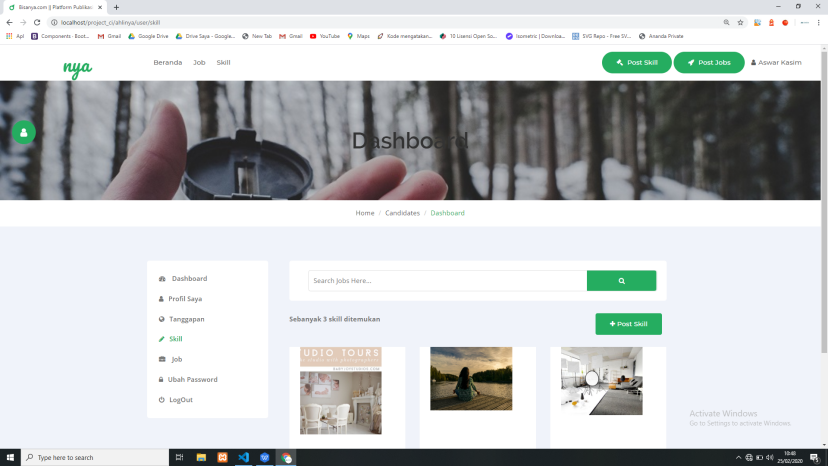 Bisanya.com || Platform Publikasi
localhost/project_ci/ahlinya/user/skill
Apl
Components · Boot...
Gmail
Google Drive
Drive Saya – Google...
New Tab
Gmail
YouTube
Maps
Kode mengatakan...
10 Lisensi Open So...
Isometric | Downloa...
SVG Repo - Free SV...
Ananda Private
nya
Beranda Job Skill
Post Skill
Post Jobs
Aswar Kasim
Dashboard
Home / Candidates / Dashboard
Dashboard
Profil Saya
Tanggapan
Skill
Job
Ubah Password
LogOut
Search Jobs Here...
Sebanyak 3 skill ditemukan
+ Post Skill
UDIO TOURS
Activate Windows
Go to Settings to activate Windows.
Type here to search
10:48
25/02/2020